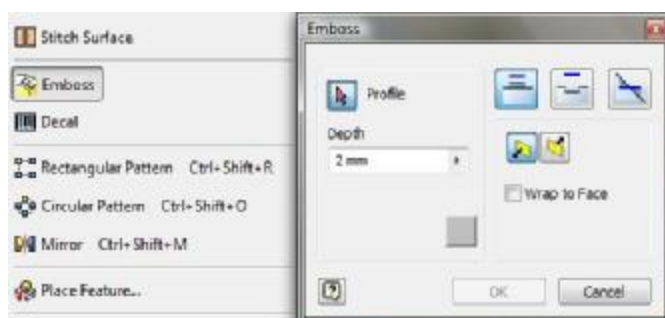 Stitch Surface
Emboss
Decal
Rectangular Pattern Ctrl+Shift+R
Circular Pattern Ctrl+Shift+O
Mirror Ctrl+Shift+M
Place Feature...
Emboss
Profile
Depth
2 mm
Wrap to Face
?
OK
Cancel